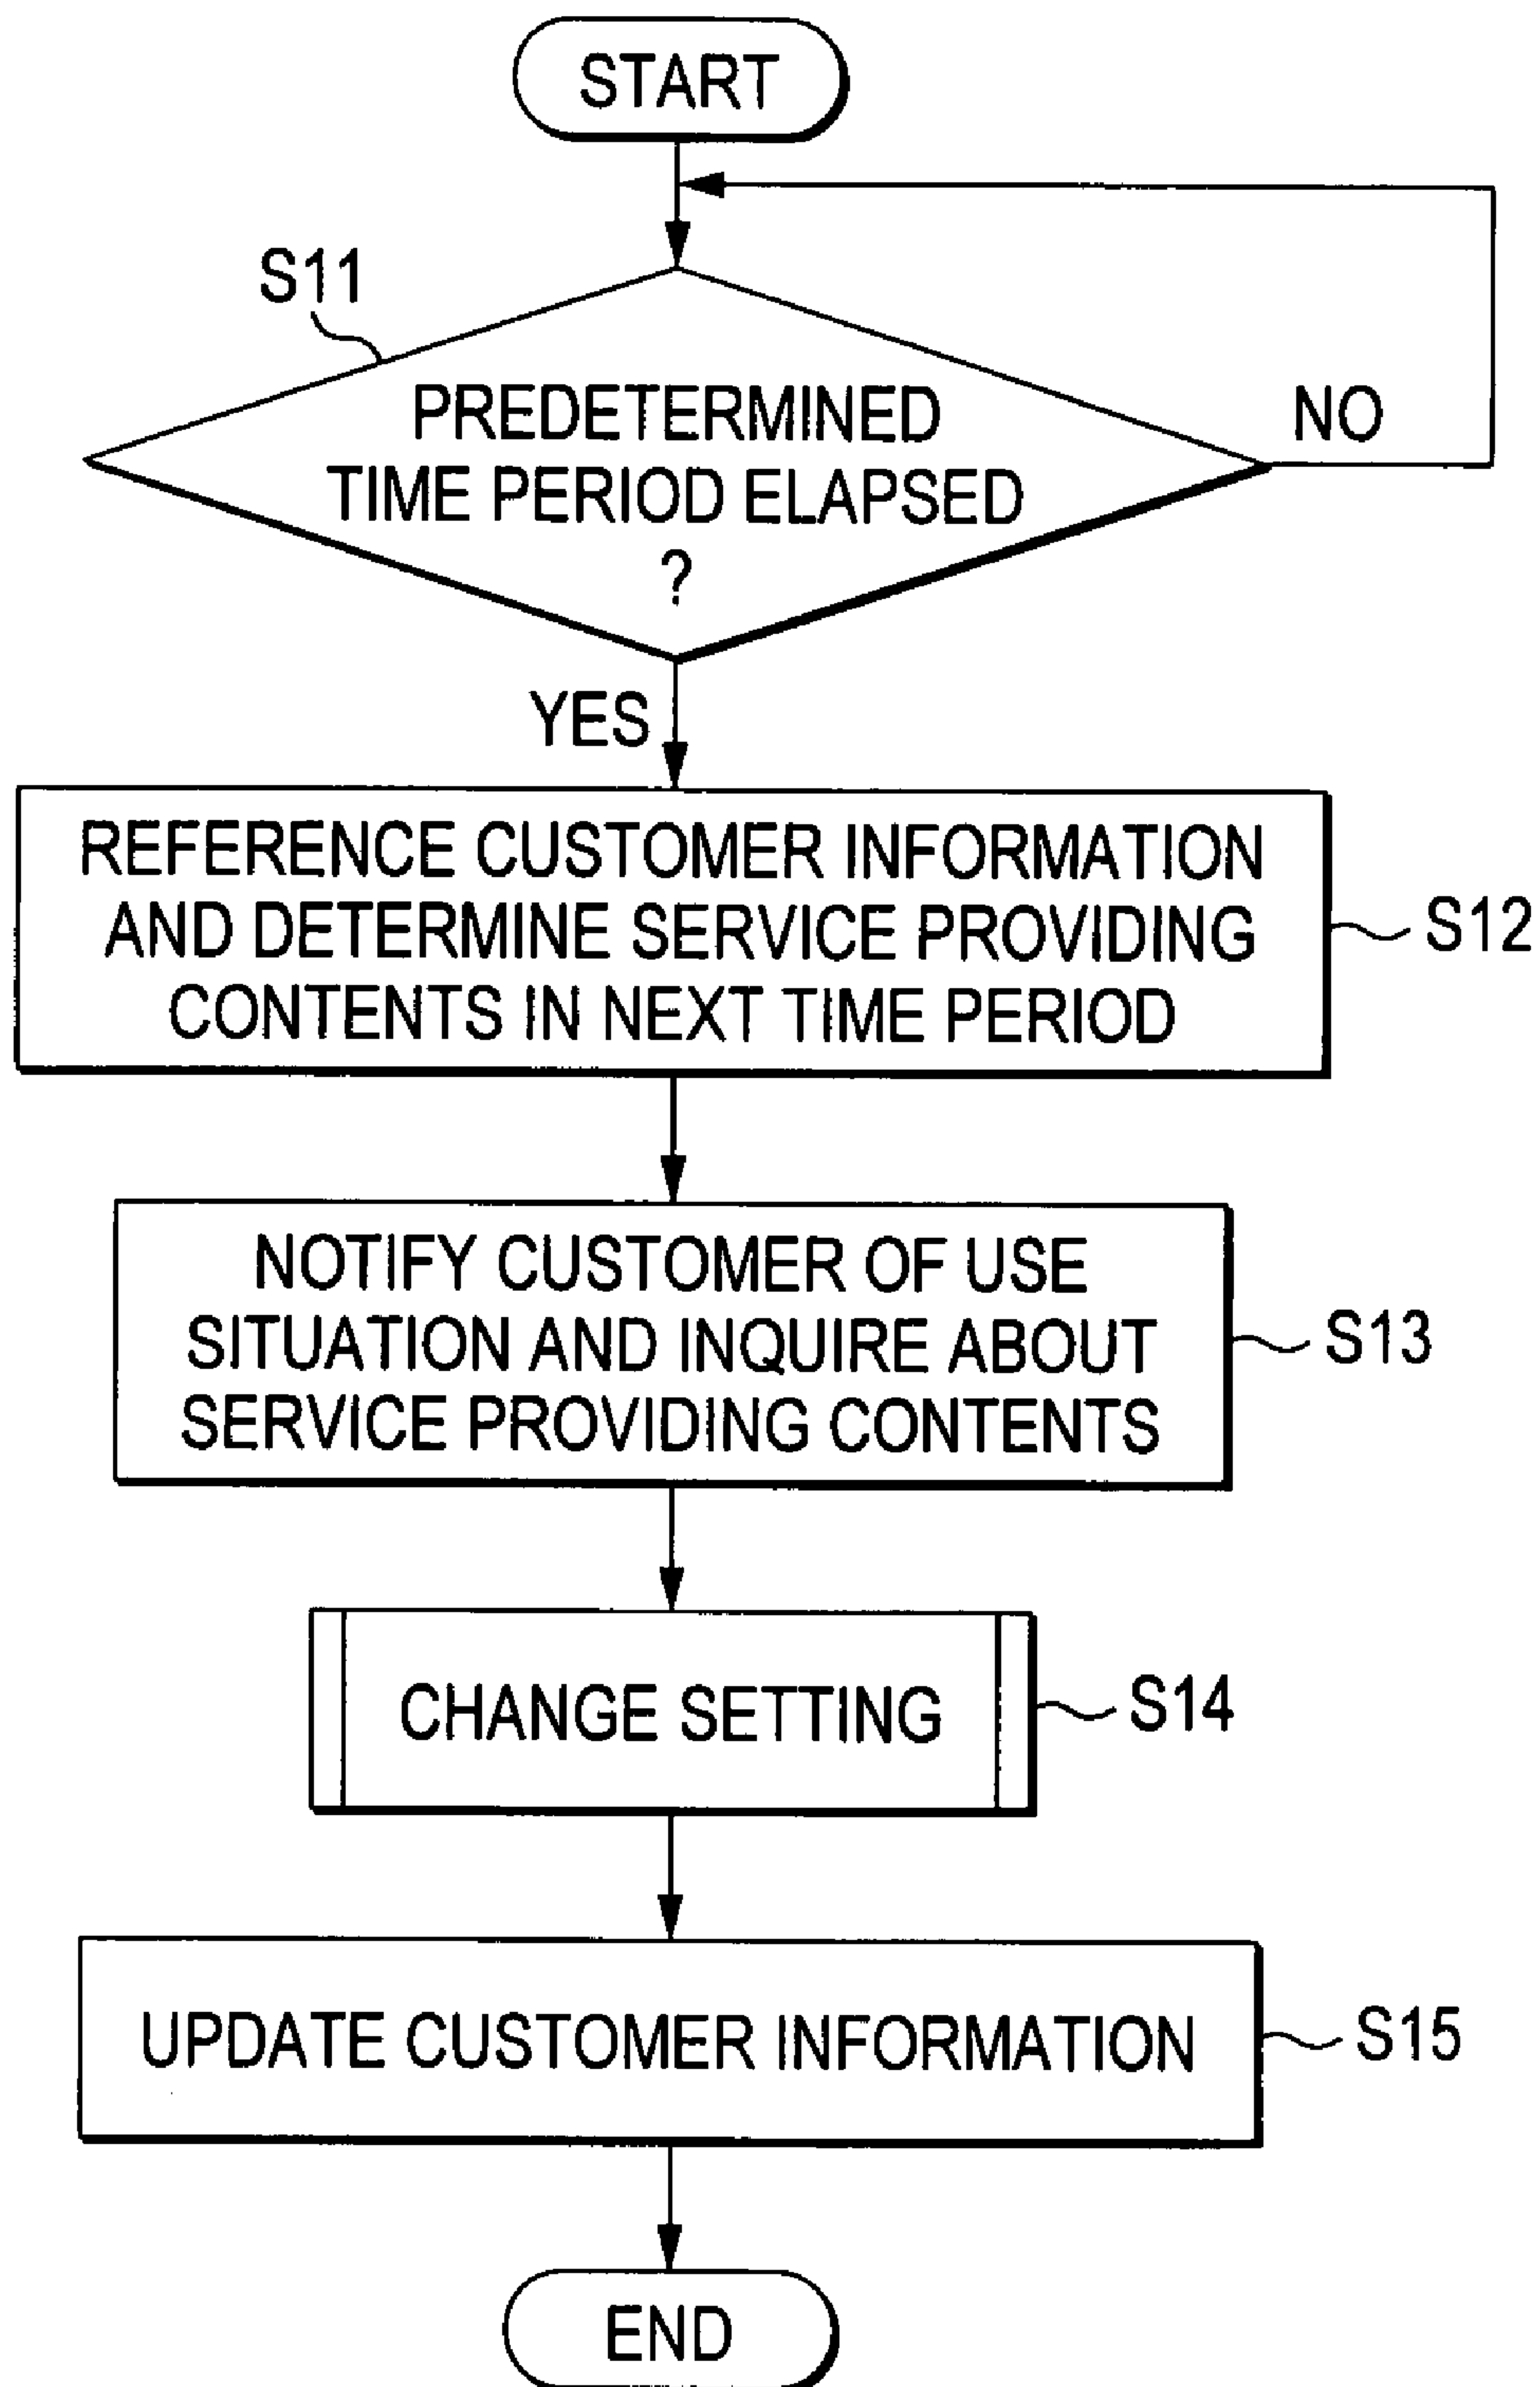 START
S11
PREDETERMINED
TIME PERIOD ELAPSED
?
NO
YES
REFERENCE CUSTOMER INFORMATION
AND DETERMINE SERVICE PROVIDING
CONTENTS IN NEXT TIME PERIOD
S12
NOTIFY CUSTOMER OF USE
SITUATION AND INQUIRE ABOUT
SERVICE PROVIDING CONTENTS
S13
CHANGE SETTING
S14
UPDATE CUSTOMER INFORMATION
S15
END